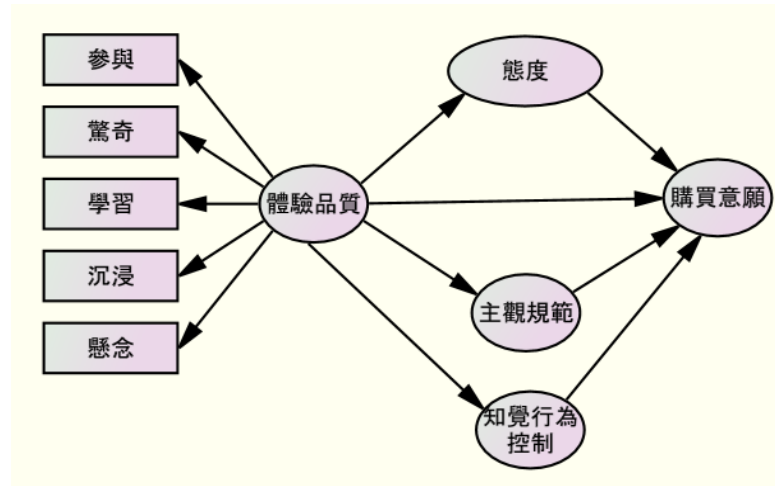 參與
驚奇
學習
沉浸
懸念
體驗品質
態度
主觀規範
知覺行為
控制
購買意願